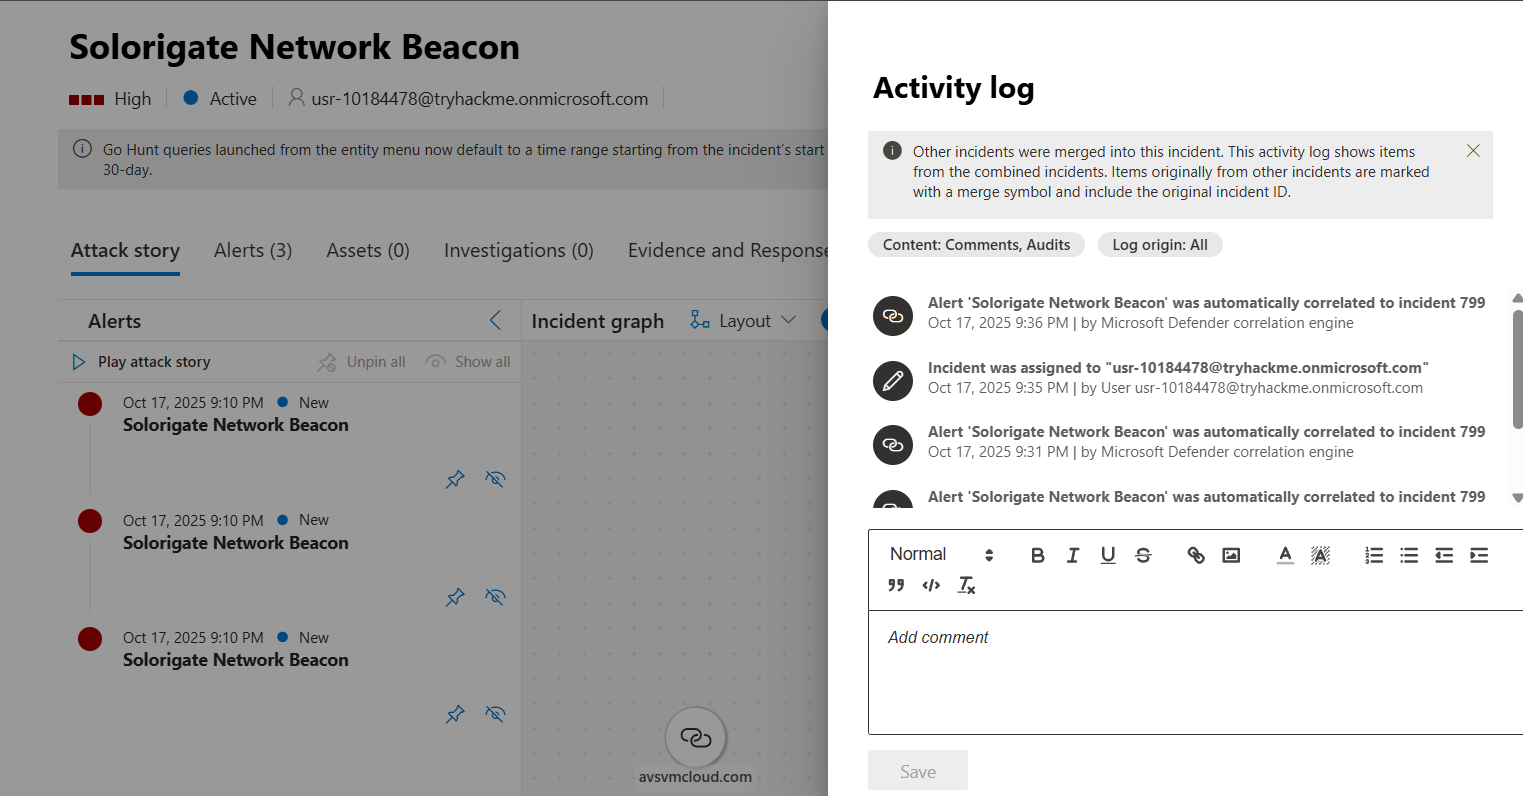 Solorigate Network Beacon
High
Active
usr-10184478@tryhackme.onmicrosoft.com
Go Hunt queries launched from the entity menu now default to a time range starting from the incident's start
30-day.
Attack story
Alerts (3)
Assets (0)
Investigations (0)
Evidence and Response
Alerts
Play attack story
Unpin all
Show all
Oct 17, 2025 9:10 PM
New
Solorigate Network Beacon
Oct 17, 2025 9:10 PM
New
Solorigate Network Beacon
Oct 17, 2025 9:10 PM
New
Solorigate Network Beacon
Incident graph
Layout
avsvmcloud.com
Activity log
Other incidents were merged into this incident. This activity log shows items
from the combined incidents. Items originally from other incidents are marked
with a merge symbol and include the original incident ID.
Content: Comments, Audits
Log origin: All
Alert 'Solorigate Network Beacon' was automatically correlated to incident 799
Oct 17, 2025 9:36 PM | by Microsoft Defender correlation engine
Incident was assigned to "usr-10184478@tryhackme.onmicrosoft.com"
Oct 17, 2025 9:35 PM | by User usr-10184478@tryhackme.onmicrosoft.com
Alert 'Solorigate Network Beacon' was automatically correlated to incident 799
Oct 17, 2025 9:31 PM | by Microsoft Defender correlation engine
Alert 'Solorigate Network Beacon' was automatically correlated to incident 799
Normal
Add comment
Save